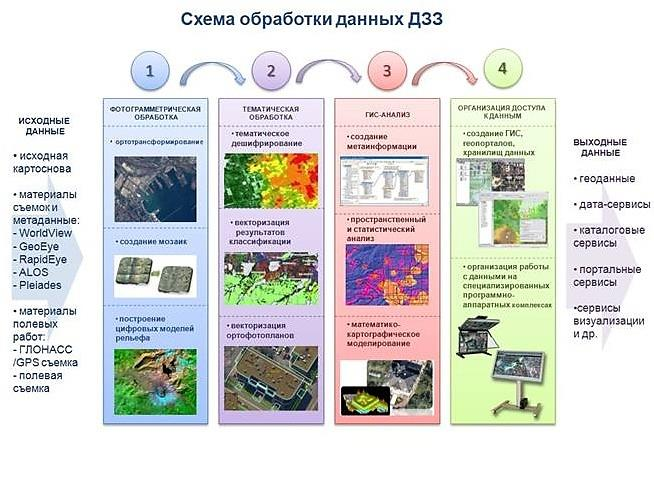 Схема обработки данных ДЗЗ
1
2
3
4
ИСХОДНЫЕ
ДАННЫЕ
• исходная
картоснова
• материалы
съемок и
метаданные:
- WorldView
- GeoEye
- RapidEye
- ALOS
- Pleiades
• материалы
полевых
работ:
- ГЛОНАСС
/GPS съемка
- полевая
съемка
ФОТОГРАММЕТРИЧЕСКАЯ
ОБРАБОТКА
• ортотрансформирование
• создание мозаик
• построение
цифровых моделей
рельефа
ТЕМАТИЧЕСКАЯ
ОБРАБОТКА
• тематическое
дешифрирование
• векторизация
результатов
классификации
• векторизация
ортофотопланов
ГИС-АНАЛИЗ
• создание
метаинформации
• пространственный
и статистический
анализ
• математико-
картографическое
моделирование
ОРГАНИЗАЦИЯ ДОСТУПА
К ДАННЫМ
• создание ГИС,
геопорталов,
хранилищ данных
• организация работы
с данными на
специализированных
программно-
аппаратных комплексах
ВЫХОДНЫЕ
ДАННЫЕ
• геоданные
• дата-сервисы
• каталоговые
сервисы
• портальные
сервисы
•сервисы
визуализации
и др.